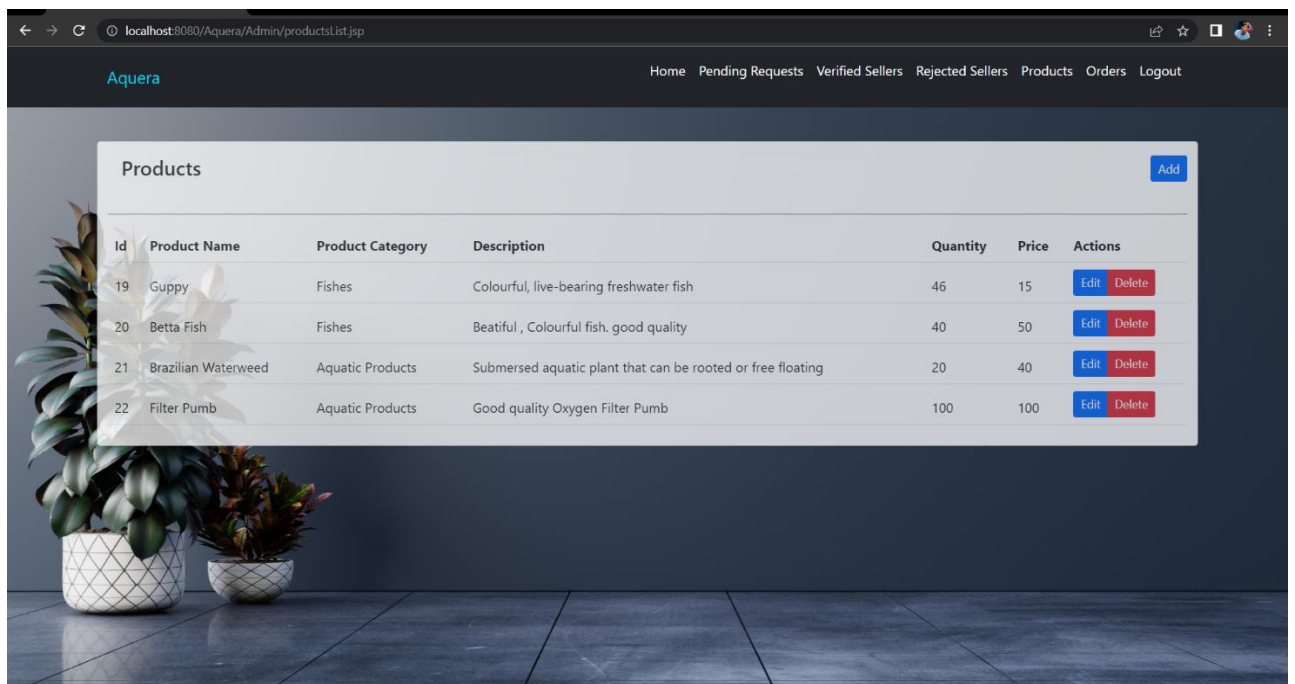 localhost:8080/Aquera/Admin/productsList.jsp
Aquera Home Pending Requests Verified Sellers Rejected Sellers Products Orders Logout
Products Add
Id Product Name Product Category Description Quantity Price Actions
19 Guppy Fishes Colourful, live-bearing freshwater fish 46 15 Edit Delete
20 Betta Fish Fishes Beatiful , Colourful fish. good quality 40 50 Edit Delete
21 Brazilian Waterweed Aquatic Products Submersed aquatic plant that can be rooted or free floating 20 40 Edit Delete
22 Filter Pumb Aquatic Products Good quality Oxygen Filter Pumb 100 100 Edit Delete